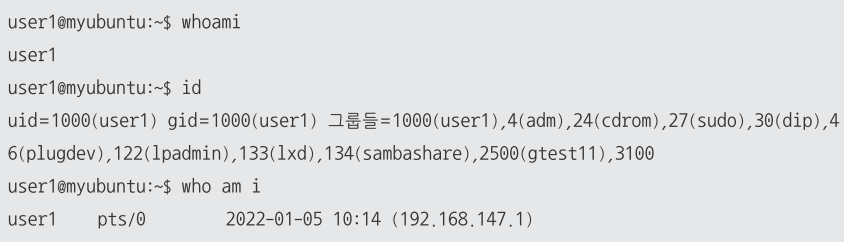 user1@myubuntu:~$ whoami
user1
user1@myubuntu:~$ id
uid=1000(user1) gid=1000(user1) 그룹들=1000(user1),4(adm),24(cdrom),27(sudo),30(dip),4
6(plugdev),122(lpadmin),133(lxd),134(sambashare),2500(gtest11),3100
user1@myubuntu:~$ who am i
user1    pts/0        2022-01-05 10:14 (192.168.147.1)